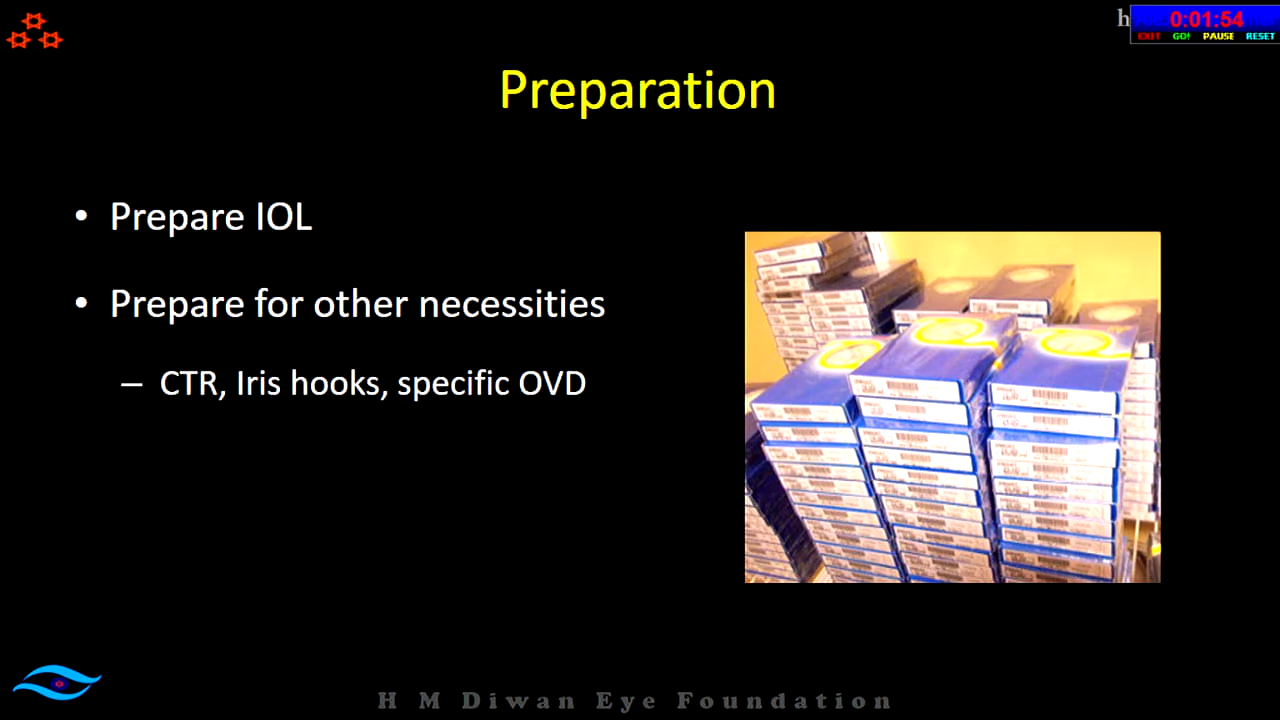 h
0:01:54
EXIT GO! PAUSE RESET
Preparation
• Prepare IOL
• Prepare for other necessities
– CTR, Iris hooks, specific OVD
H M Diwan Eye Foundation